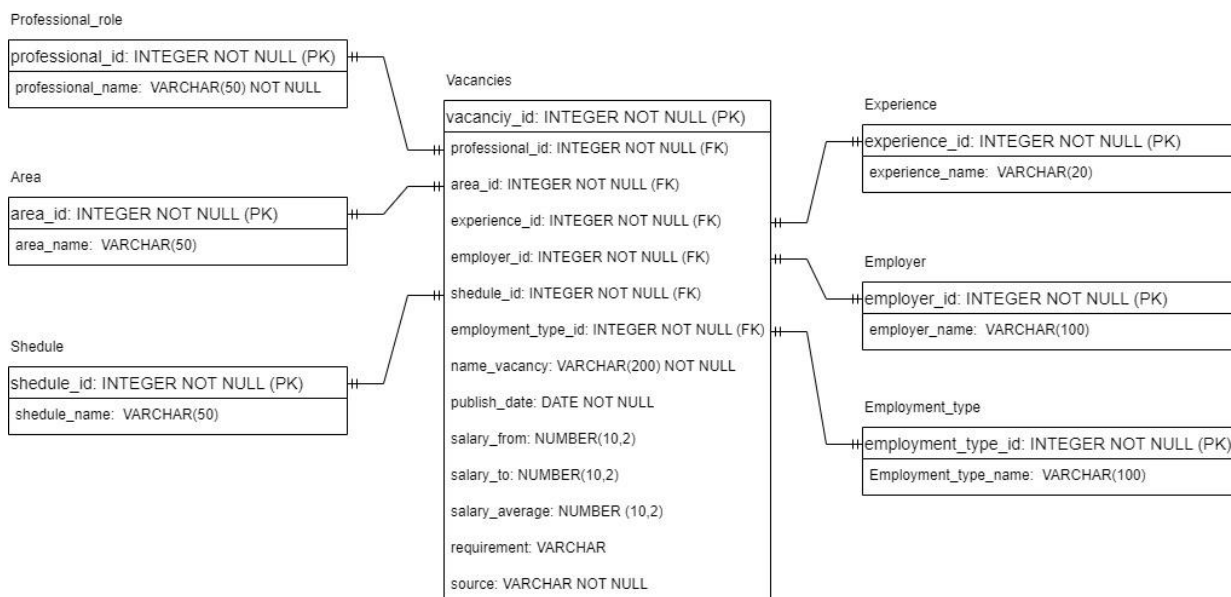 Professional_role
professional_id: INTEGER NOT NULL (PK)
professional_name: VARCHAR(50) NOT NULL
Area
area_id: INTEGER NOT NULL (PK)
area_name: VARCHAR(50)
Shedule
shedule_id: INTEGER NOT NULL (PK)
shedule_name: VARCHAR(50)
Vacancies
vacanciy_id: INTEGER NOT NULL (PK)
professional_id: INTEGER NOT NULL (FK)
area_id: INTEGER NOT NULL (FK)
experience_id: INTEGER NOT NULL (FK)
employer_id: INTEGER NOT NULL (FK)
shedule_id: INTEGER NOT NULL (FK)
employment_type_id: INTEGER NOT NULL (FK)
name_vacancy: VARCHAR(200) NOT NULL
publish_date: DATE NOT NULL
salary_from: NUMBER(10,2)
salary_to: NUMBER(10,2)
salary_average: NUMBER (10,2)
requirement: VARCHAR
source: VARCHAR NOT NULL
Experience
experience_id: INTEGER NOT NULL (PK)
experience_name: VARCHAR(20)
Employer
employer_id: INTEGER NOT NULL (PK)
employer_name: VARCHAR(100)
Employment_type
employment_type_id: INTEGER NOT NULL (PK)
Employment_type_name: VARCHAR(100)